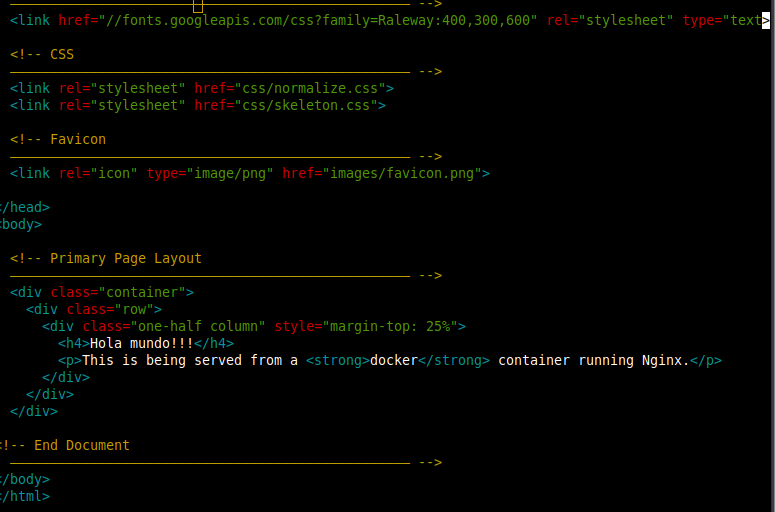 ————————————————————————————————————————————————— -->
<link href="//fonts.googleapis.com/css?family=Raleway:400,300,600" rel="stylesheet" type="text>
<!-- CSS
————————————————————————————————————————————————— -->
<link rel="stylesheet" href="css/normalize.css">
<link rel="stylesheet" href="css/skeleton.css">
<!-- Favicon
————————————————————————————————————————————————— -->
<link rel="icon" type="image/png" href="images/favicon.png">
</head>
<body>
<!-- Primary Page Layout
————————————————————————————————————————————————— -->
<div class="container">
<div class="row">
<div class="one-half column" style="margin-top: 25%">
<h4>Hola mundo!!!</h4>
<p>This is being served from a <strong>docker</strong> container running Nginx.</p>
</div>
</div>
</div>
<!-- End Document
————————————————————————————————————————————————— -->
</body>
</html>